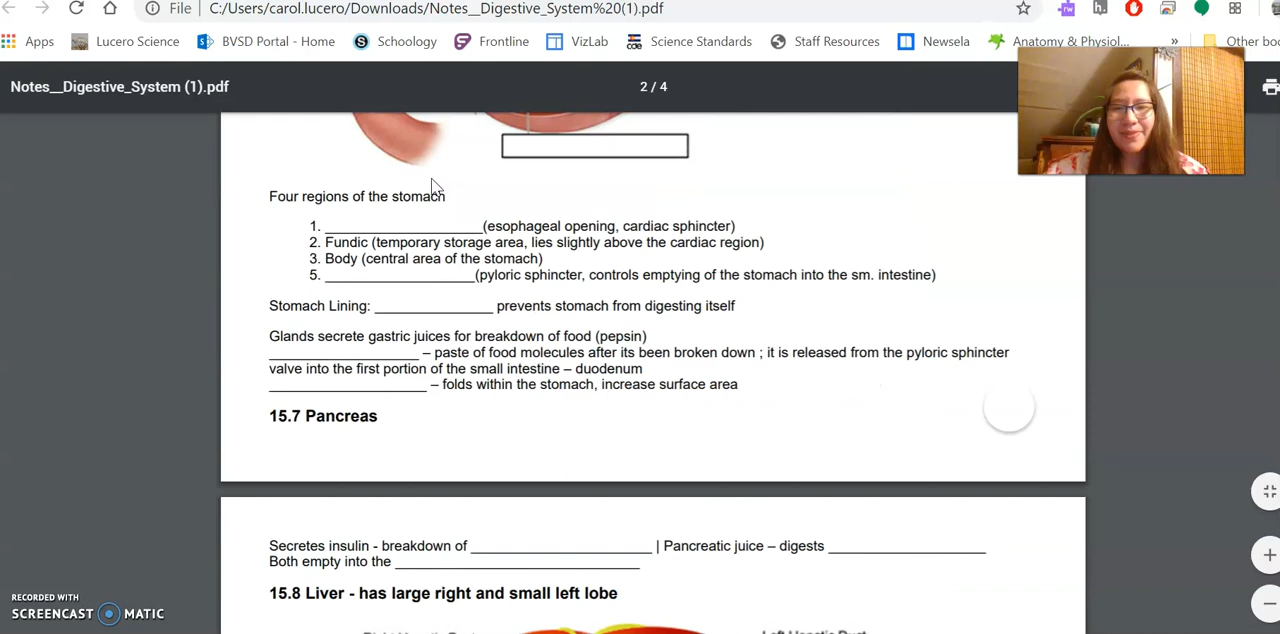 File C:/Users/carol.lucero/Downloads/Notes__Digestive_System%20(1).pdf
Apps Lucero Science BVSD Portal - Home Schoology Frontline VizLab Science Standards Staff Resources Newsela Anatomy & Physiol... » Other boo
Notes__Digestive_System (1).pdf 2 / 4
Four regions of the stomach
1. ____________________(esophageal opening, cardiac sphincter)
2. Fundic (temporary storage area, lies slightly above the cardiac region)
3. Body (central area of the stomach)
5. ___________________(pyloric sphincter, controls emptying of the stomach into the sm. intestine)
Stomach Lining: _______________ prevents stomach from digesting itself
Glands secrete gastric juices for breakdown of food (pepsin)
___________________ – paste of food molecules after its been broken down ; it is released from the pyloric sphincter
valve into the first portion of the small intestine – duodenum
____________________ – folds within the stomach, increase surface area
15.7 Pancreas
Secretes insulin - breakdown of _______________________ | Pancreatic juice – digests ____________________
Both empty into the _______________________________
15.8 Liver - has large right and small left lobe
RECORDED WITH
SCREENCAST MATIC